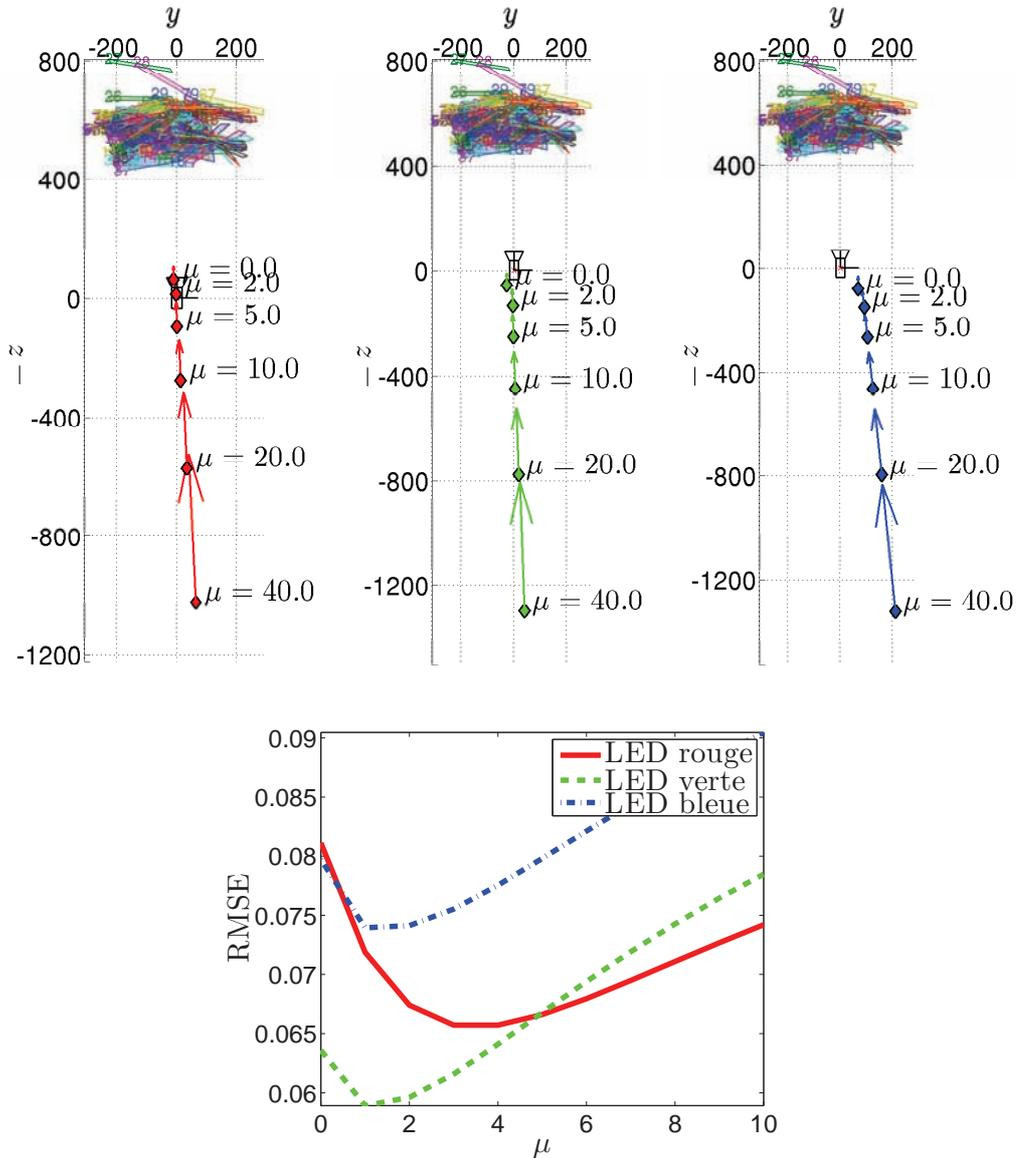 y
y
y
-200 0 200
-200 0 200
-200 0 200
800
400
0
-400
-800
-1200
− z
μ = 0.0
μ = 2.0
μ = 5.0
μ = 10.0
μ = 20.0
μ = 40.0
800
400
0
-400
-800
-1200
− z
μ = 0.0
μ = 2.0
μ = 5.0
μ = 10.0
μ = 20.0
μ = 40.0
800
400
0
-400
-800
-1200
− z
μ = 0.0
μ = 2.0
μ = 5.0
μ = 10.0
μ = 20.0
μ = 40.0
LED rouge
LED verte
LED bleue
0.09
0.085
0.08
0.075
0.07
0.065
0.06
RMSE
0 2 4 6 8 10
μ